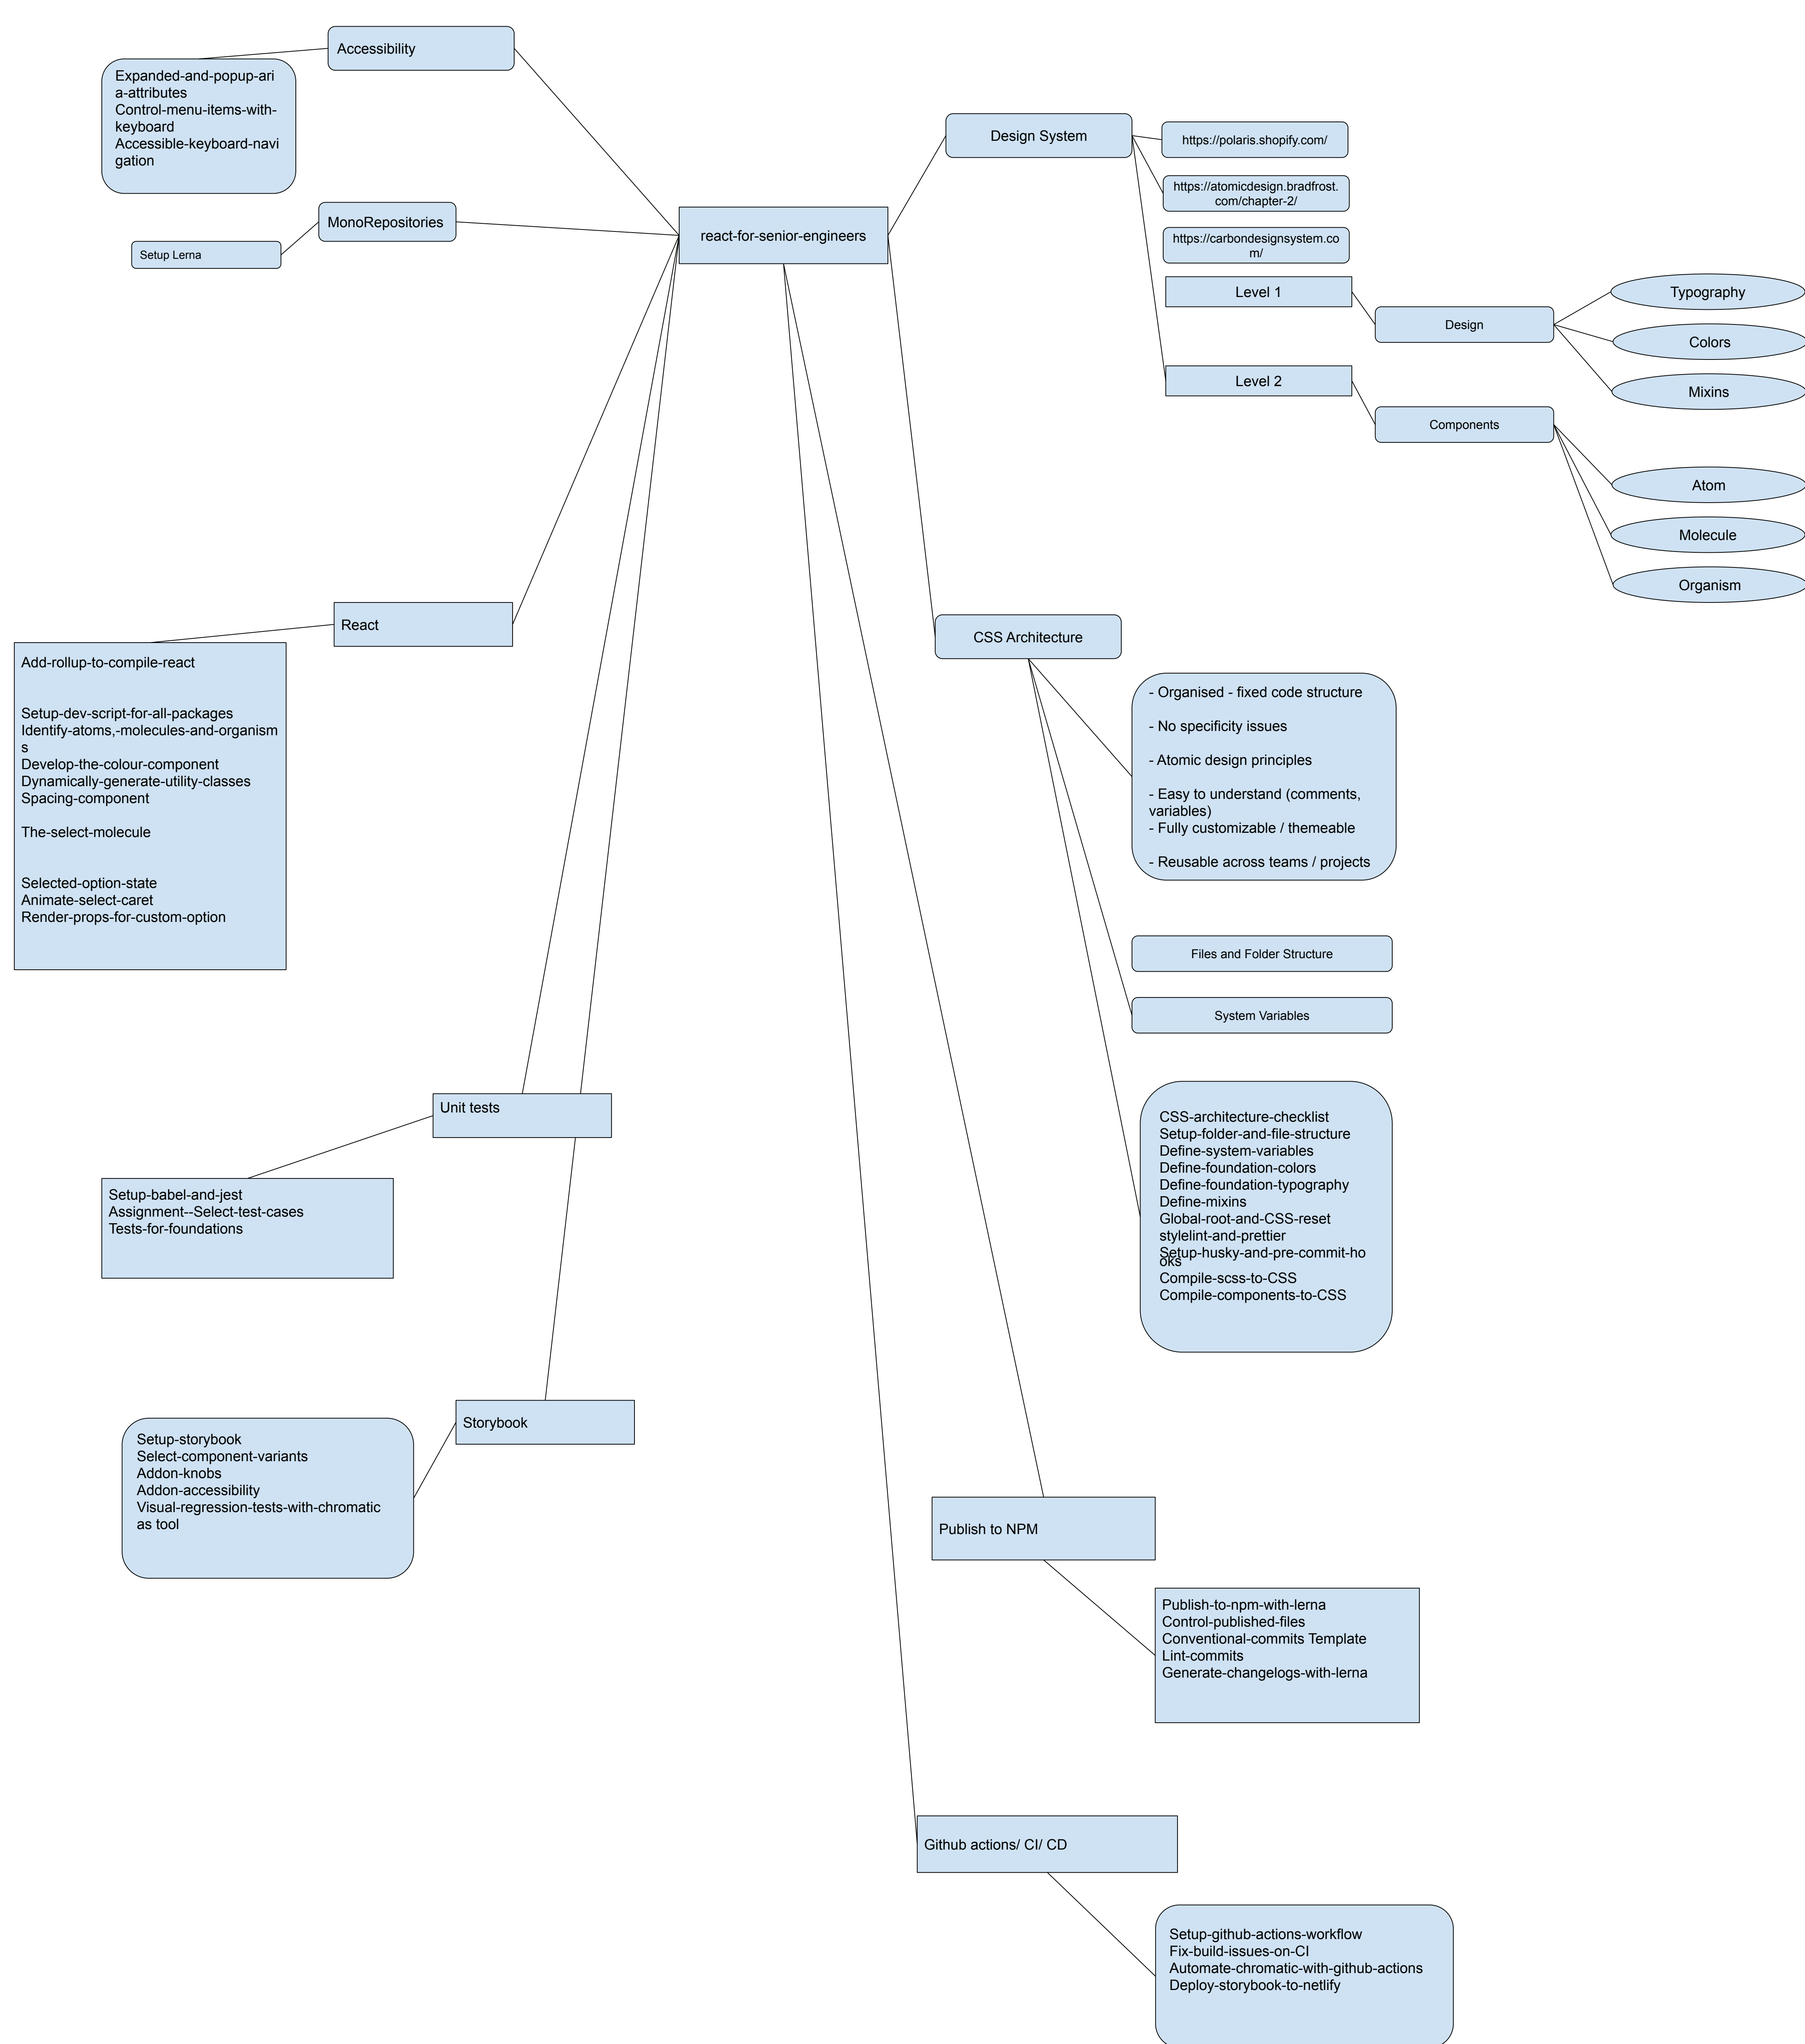 Accessibility
Expanded-and-popup-ari
a-attributes
Control-menu-items-with-
keyboard
Accessible-keyboard-navi
gation
MonoRepositories
Setup Lerna
react-for-senior-engineers
Design System
https://polaris.shopify.com/
https://atomicdesign.bradfrost.
com/chapter-2/
https://carbondesignsystem.co
m/
Level 1
Design
Typography
Colors
Mixins
Level 2
Components
Atom
Molecule
Organism
React
Add-rollup-to-compile-react
Setup-dev-script-for-all-packages
Identify-atoms,-molecules-and-organism
s
Develop-the-colour-component
Dynamically-generate-utility-classes
Spacing-component
The-select-molecule
Selected-option-state
Animate-select-caret
Render-props-for-custom-option
CSS Architecture
- Organised - fixed code structure
- No specificity issues
- Atomic design principles
- Easy to understand (comments,
variables)
- Fully customizable / themeable
- Reusable across teams / projects
Files and Folder Structure
System Variables
CSS-architecture-checklist
Setup-folder-and-file-structure
Define-system-variables
Define-foundation-colors
Define-foundation-typography
Define-mixins
Global-root-and-CSS-reset
stylelint-and-prettier
Setup-husky-and-pre-commit-ho
oks
Compile-scss-to-CSS
Compile-components-to-CSS
Unit tests
Setup-babel-and-jest
Assignment--Select-test-cases
Tests-for-foundations
Storybook
Setup-storybook
Select-component-variants
Addon-knobs
Addon-accessibility
Visual-regression-tests-with-chromatic
as tool
Publish to NPM
Publish-to-npm-with-lerna
Control-published-files
Conventional-commits Template
Lint-commits
Generate-changelogs-with-lerna
Github actions/ CI/ CD
Setup-github-actions-workflow
Fix-build-issues-on-CI
Automate-chromatic-with-github-actions
Deploy-storybook-to-netlify